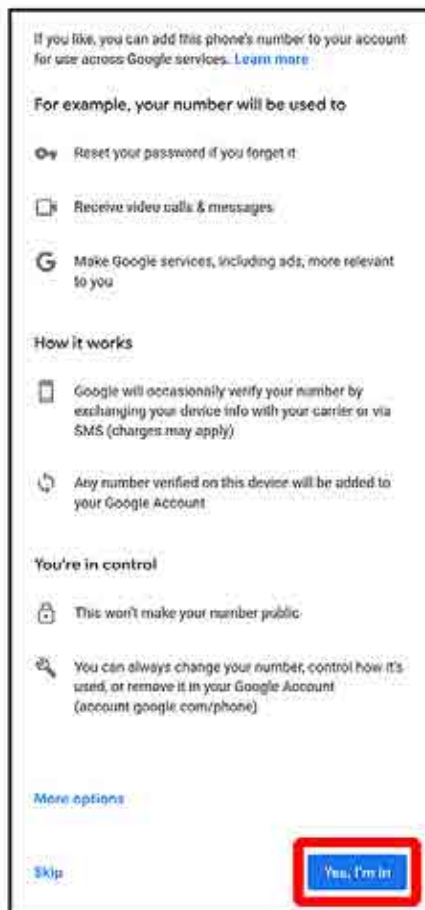 If you like, you can add this phone's number to your account
for use across Google services. Learn more
For example, your number will be used to
Reset your password if you forget it
Receive video calls & messages
Make Google services, including ads, more relevant
to you
How it works
Google will occasionally verify your number by
exchanging your device info with your carrier or via
SMS (charges may apply)
Any number verified on this device will be added to
your Google Account
You're in control
This won't make your number public
You can always change your number, control how it's
used, or remove it in your Google Account
(account.google.com/phone)
More options
Skip
Yes, I'm in